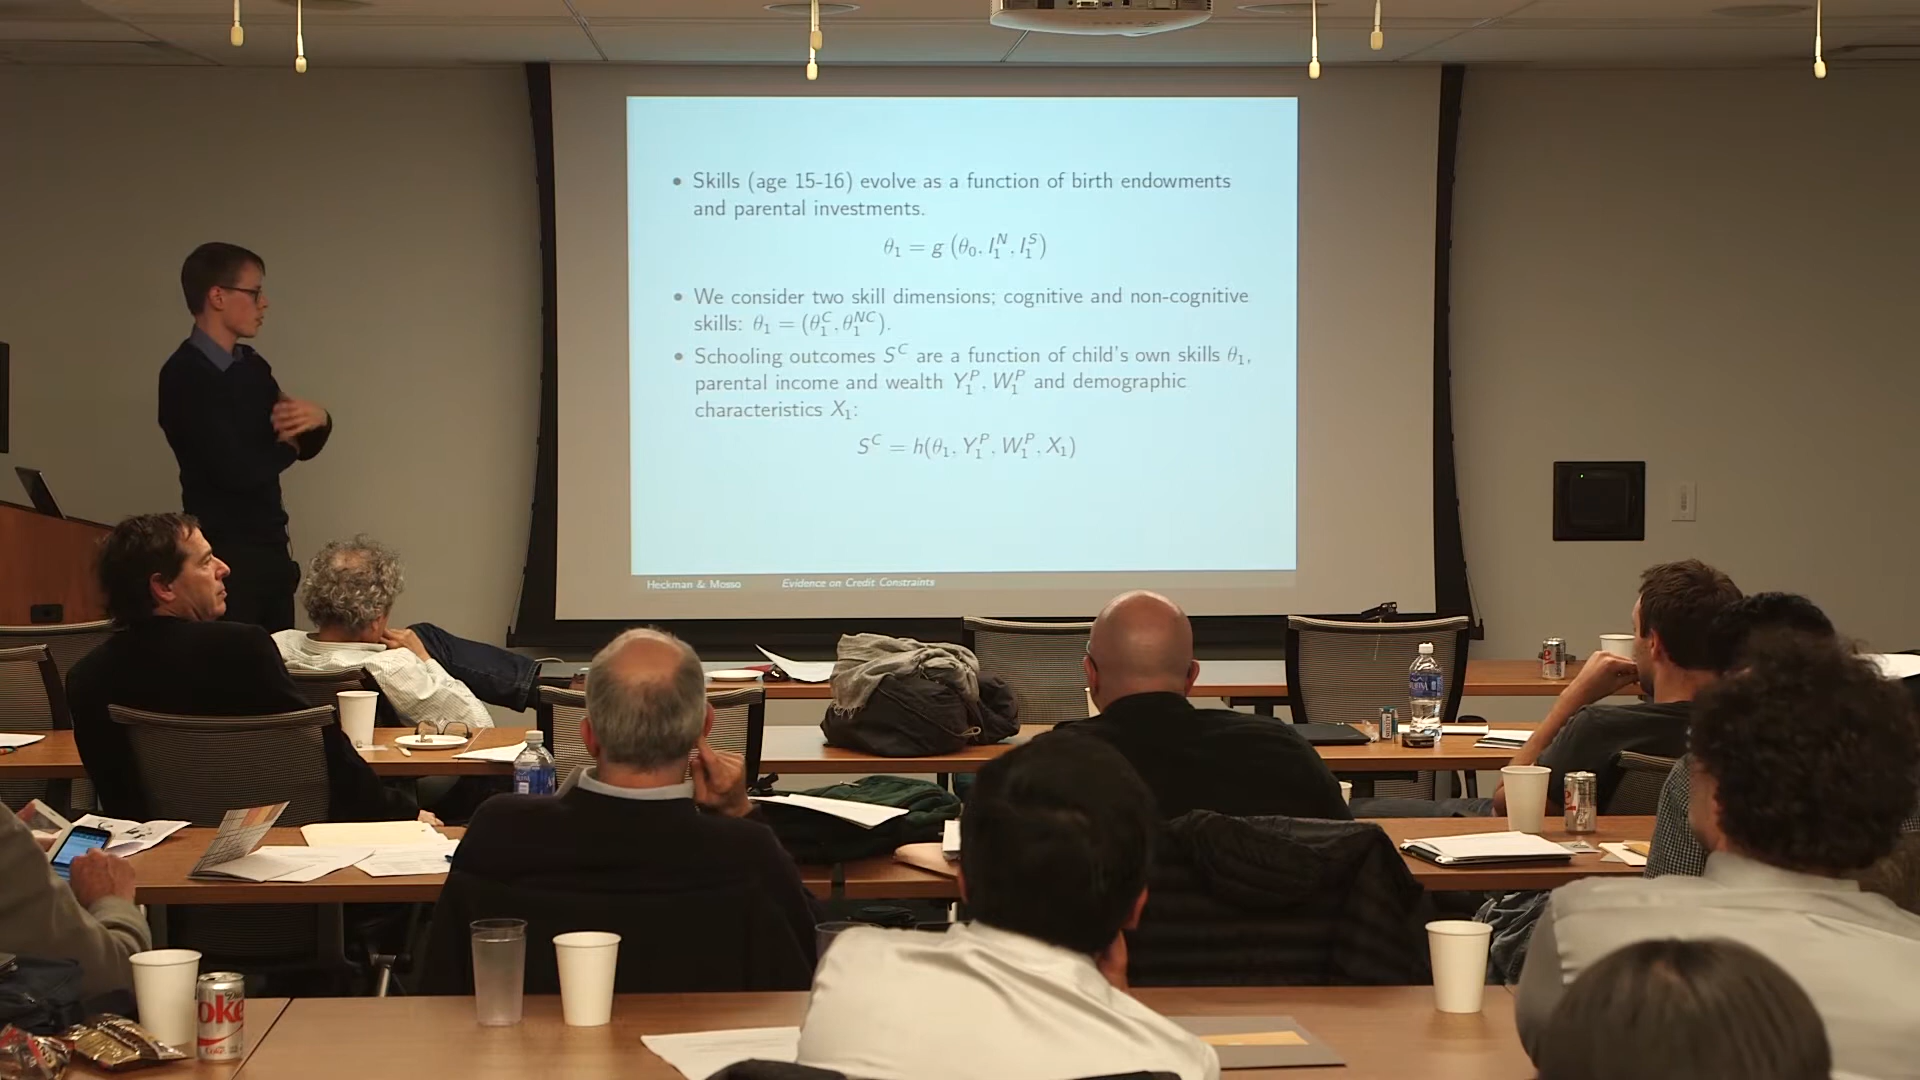 • Skills (age 15-16) evolve as a function of birth endowments
and parental investments.
θ₁ = g (θ₀, I₁ᴺ, I₁ˢ)
• We consider two skill dimensions; cognitive and non-cognitive
skills: θ₁ = (θ₁ᶜ, θ₁ᴺᶜ).
• Schooling outcomes Sᶜ are a function of child's own skills θ₁,
parental income and wealth Y₁ᴾ, W₁ᴾ and demographic
characteristics X₁:
Sᶜ = h(θ₁, Y₁ᴾ, W₁ᴾ, X₁)
Heckman & Mosso Evidence on Credit Constraints
oke